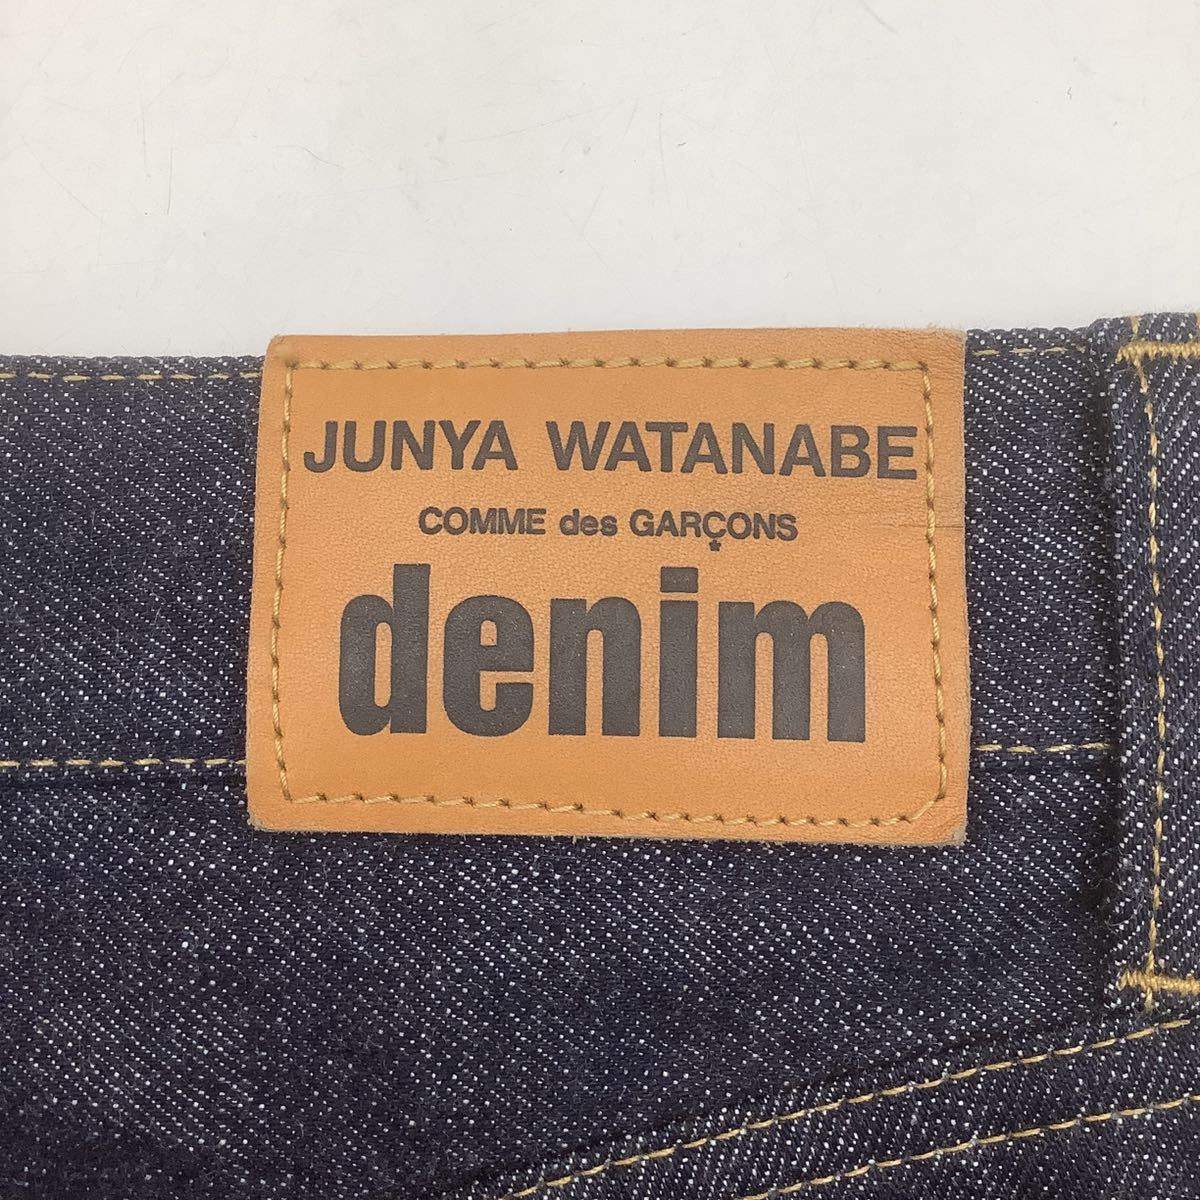 JUNYA WATANABE
COMME des GARÇONS
denim